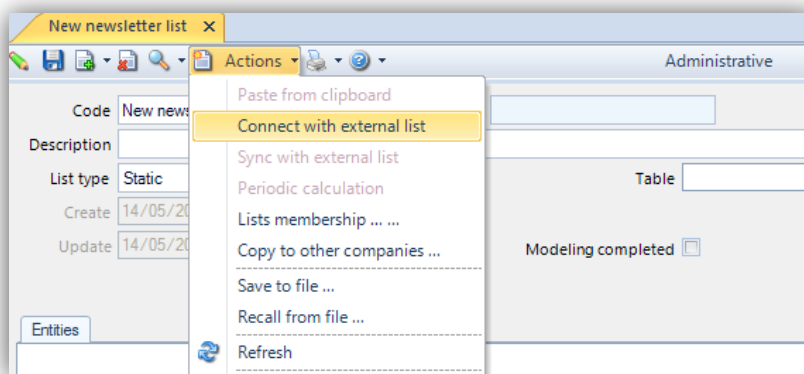 New newsletter list X
Actions Administrative
Paste from clipboard
Code New news
Connect with external list
Description
Sync with external list
List type Static Table
Periodic calculation
Create 14/05/20
Lists membership ... ...
Update 14/05/20
Copy to other companies ... Modeling completed
Save to file ...
Recall from file ...
Entities
Refresh